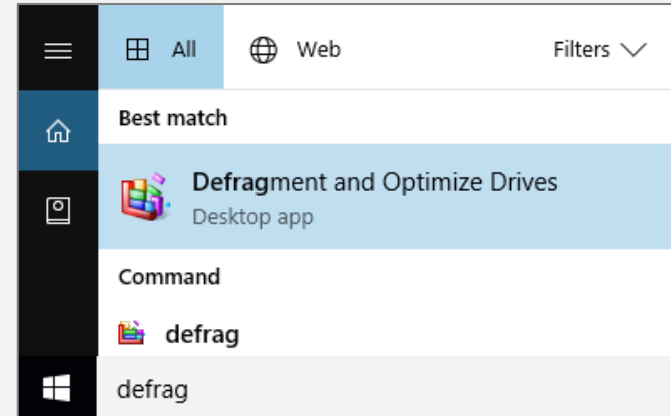 All Web Filters
Best match
Defragment and Optimize Drives
Desktop app
Command
defrag
defrag